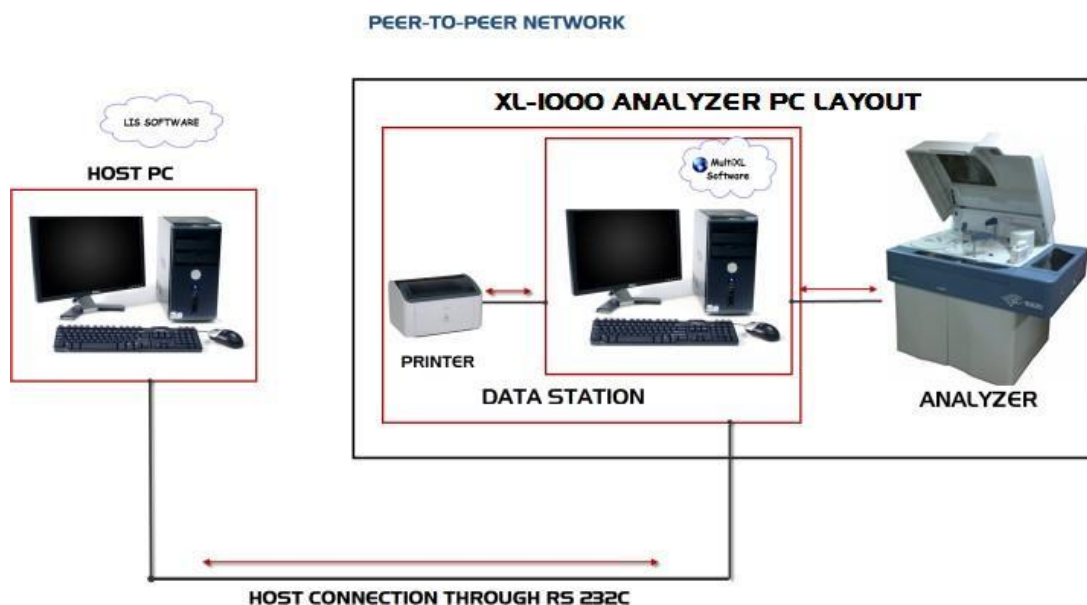 PEER-TO-PEER NETWORK
XL-1000 ANALYZER PC LAYOUT
LIS SOFTWARE
HOST PC
MultiXL
Software
PRINTER
DATA STATION
ANALYZER
HOST CONNECTION THROUGH RS 232C